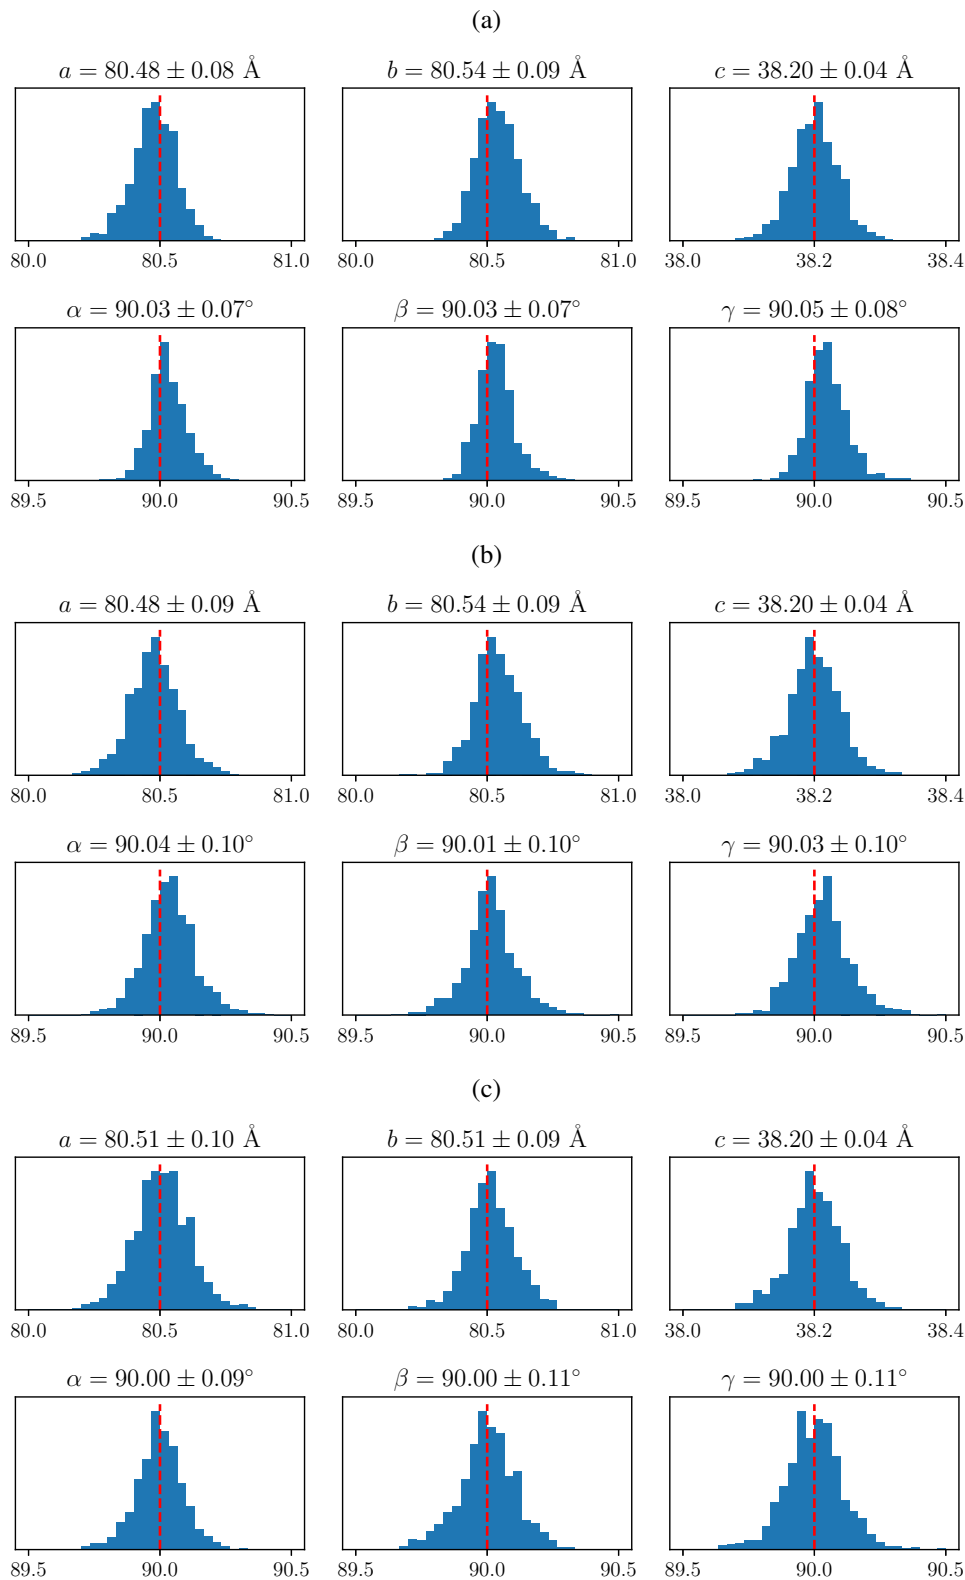 (a)
a = 80.48 ± 0.08 Å b = 80.54 ± 0.09 Å c = 38.20 ± 0.04 Å
80.0 80.5 81.0 80.0 80.5 81.0 38.0 38.2 38.4
α = 90.03 ± 0.07° β = 90.03 ± 0.07° γ = 90.05 ± 0.08°
89.5 90.0 90.5 89.5 90.0 90.5 89.5 90.0 90.5
(b)
a = 80.48 ± 0.09 Å b = 80.54 ± 0.09 Å c = 38.20 ± 0.04 Å
80.0 80.5 81.0 80.0 80.5 81.0 38.0 38.2 38.4
α = 90.04 ± 0.10° β = 90.01 ± 0.10° γ = 90.03 ± 0.10°
89.5 90.0 90.5 89.5 90.0 90.5 89.5 90.0 90.5
(c)
a = 80.51 ± 0.10 Å b = 80.51 ± 0.09 Å c = 38.20 ± 0.04 Å
80.0 80.5 81.0 80.0 80.5 81.0 38.0 38.2 38.4
α = 90.00 ± 0.09° β = 90.00 ± 0.11° γ = 90.00 ± 0.11°
89.5 90.0 90.5 89.5 90.0 90.5 89.5 90.0 90.5